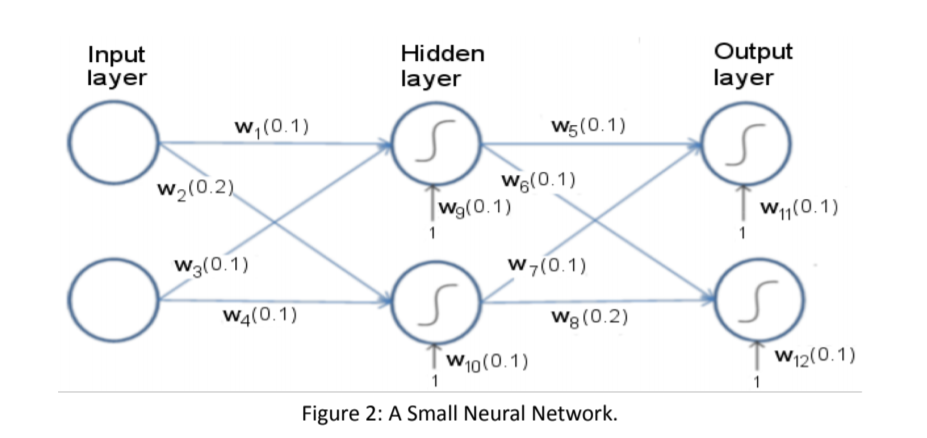 Input
layer
Hidden
layer
Output
layer
w₁(0.1)
w₅(0.1)
w₂(0.2)
w₆(0.1)
w₉(0.1)
1
w₁₁(0.1)
1
w₃(0.1)
w₇(0.1)
w₄(0.1)
w₈(0.2)
w₁₀(0.1)
1
w₁₂(0.1)
1
Figure 2: A Small Neural Network.